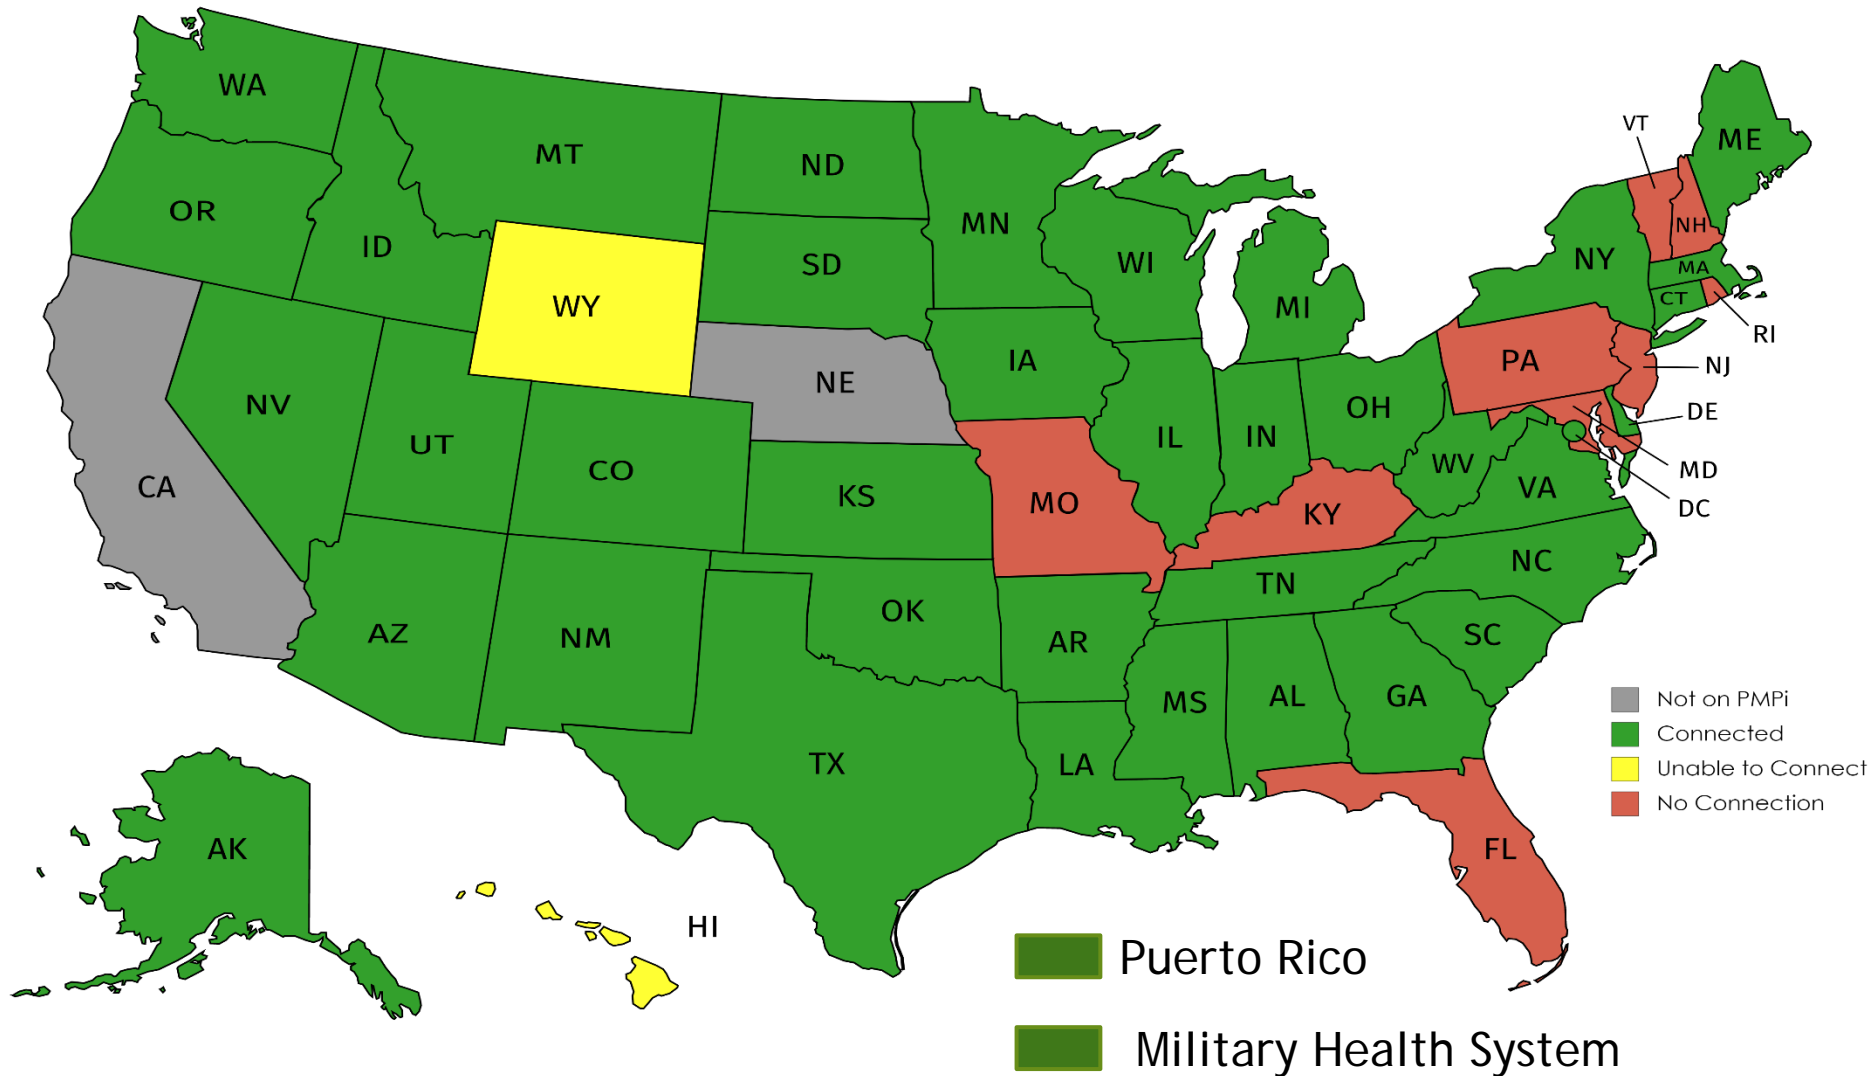 WA
MT
ND
MN
OR
ID
SD
WI
MI
VT
ME
NH
NY
MA
CT
RI
WY
NE
IA
PA
NJ
NV
UT
CO
IL
IN
OH
DE
WV
MD
CA
KS
MO
KY
VA
DC
AZ
NM
OK
AR
TN
NC
SC
MS
AL
GA
TX
LA
Not on PMPi
Connected
Unable to Connect
No Connection
AK
HI
FL
Puerto Rico
Military Health System